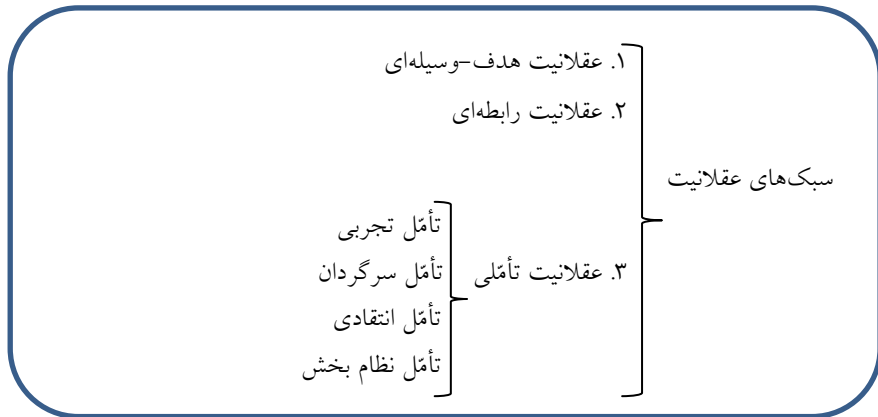 ۱. عقلانیت هدف–وسیله‌ای
۲. عقلانیت رابطه‌ای
سبک‌های عقلانیت
تأمّل تجربی
۳. عقلانیت تأمّلی
تأمّل سرگردان
تأمّل انتقادی
تأمّل نظام بخش